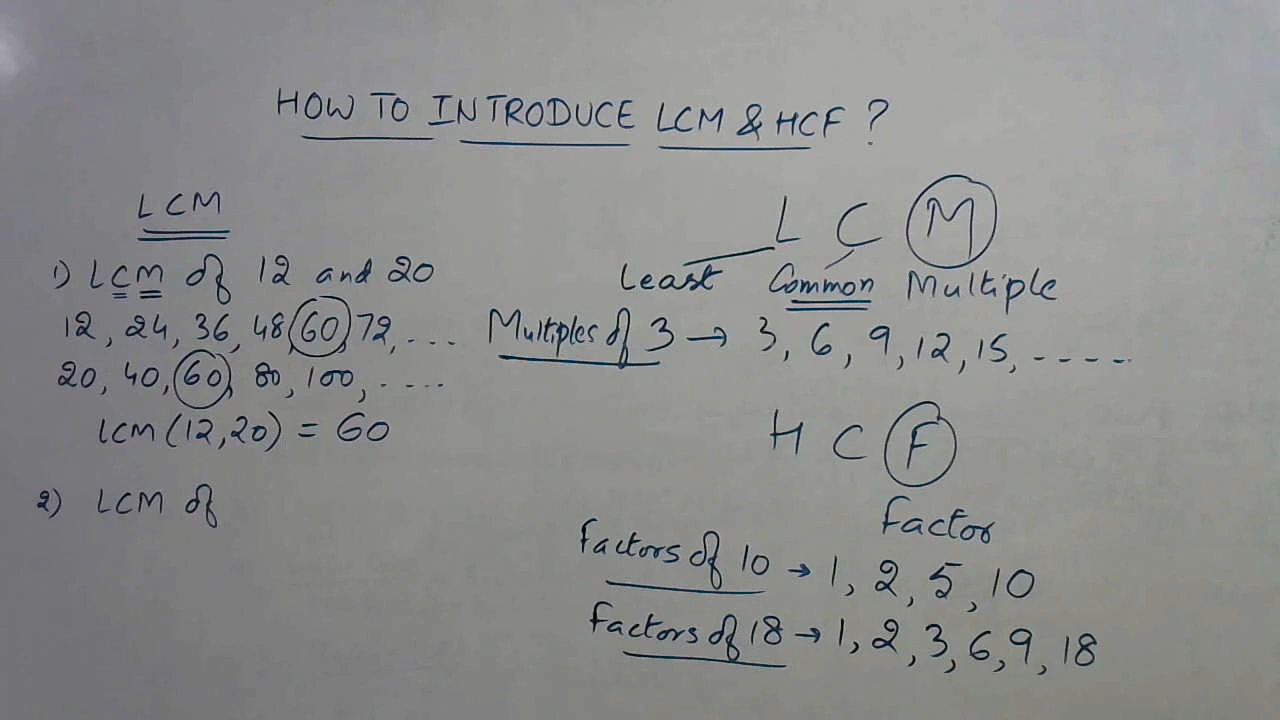 HOW TO INTRODUCE LCM & HCF ?
LCM
1) LCM of 12 and 20
12, 24, 36, 48, 60, 72, ...
20, 40, 60, 80, 100, ....
LCM (12,20) = 60
2) LCM of
L C M
Least Common Multiple
Multiples of 3 → 3, 6, 9, 12, 15, -----
H C F
Factor
Factors of 10 → 1, 2, 5, 10
Factors of 18 → 1, 2, 3, 6, 9, 18